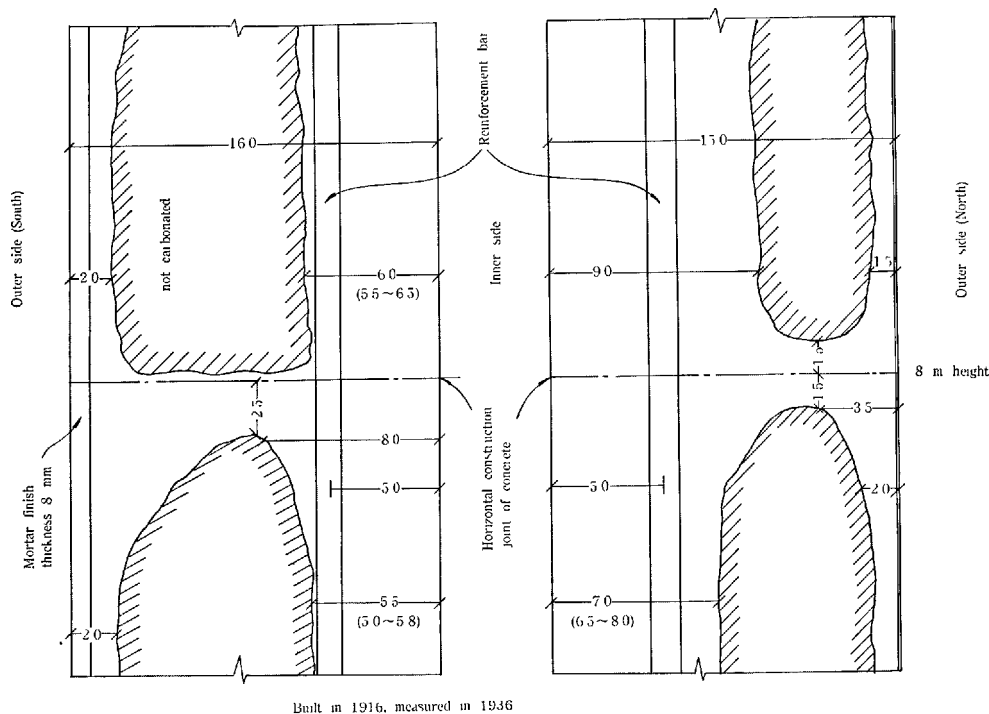 Outer side (South)
Mortar finish
thickness 8 mm
not carbonated
160
20
60
(55~63)
25
80
50
55
(50~58)
20
Reinforcement bar
Inner side
Horizontal construction
joint of concrete
150
90
15
15
15
35
50
20
70
(65~80)
8 m height
Outer side (North)
Built in 1916, measured in 1936